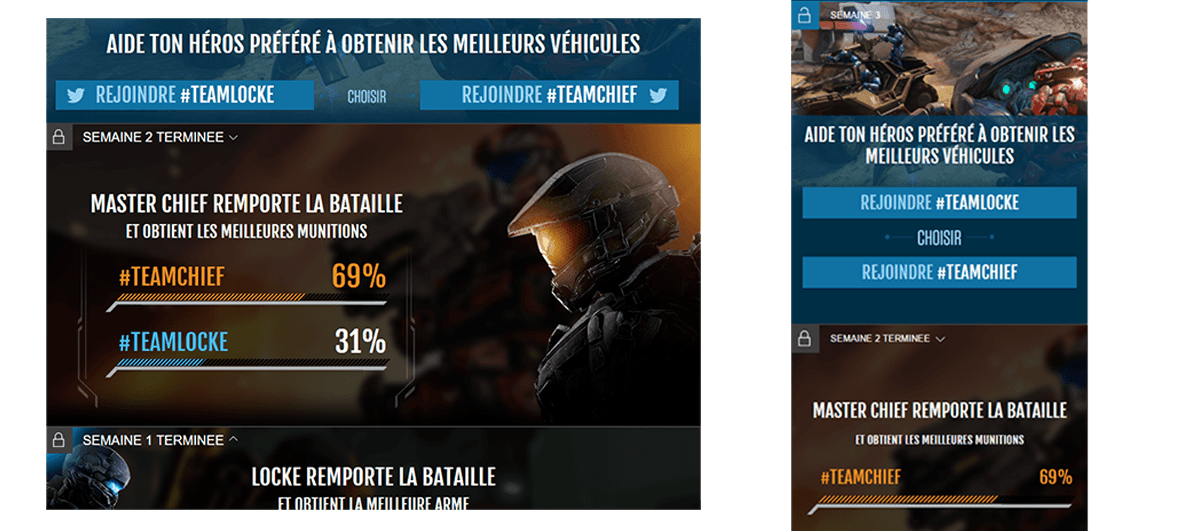 AIDE TON HÉROS PRÉFÉRÉ À OBTENIR LES MEILLEURS VÉHICULES
REJOINDRE #TEAMLOCKE
CHOISIR
REJOINDRE #TEAMCHIEF
SEMAINE 2 TERMINEE
MASTER CHIEF REMPORTE LA BATAILLE
ET OBTIENT LES MEILLEURES MUNITIONS
#TEAMCHIEF 69%
#TEAMLOCKE 31%
SEMAINE 1 TERMINEE
LOCKE REMPORTE LA BATAILLE
ET OBTIENT LA MEILLEURE ARME
SEMAINE 3
AIDE TON HÉROS PRÉFÉRÉ À OBTENIR LES
MEILLEURS VÉHICULES
REJOINDRE #TEAMLOCKE
CHOISIR
REJOINDRE #TEAMCHIEF
SEMAINE 2 TERMINEE
MASTER CHIEF REMPORTE LA BATAILLE
ET OBTIENT LES MEILLEURES MUNITIONS
#TEAMCHIEF 69%